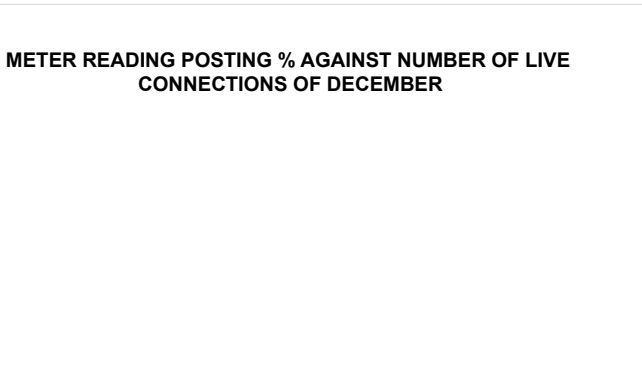 METER READING POSTING % AGAINST NUMBER OF LIVE
CONNECTIONS OF DECEMBER